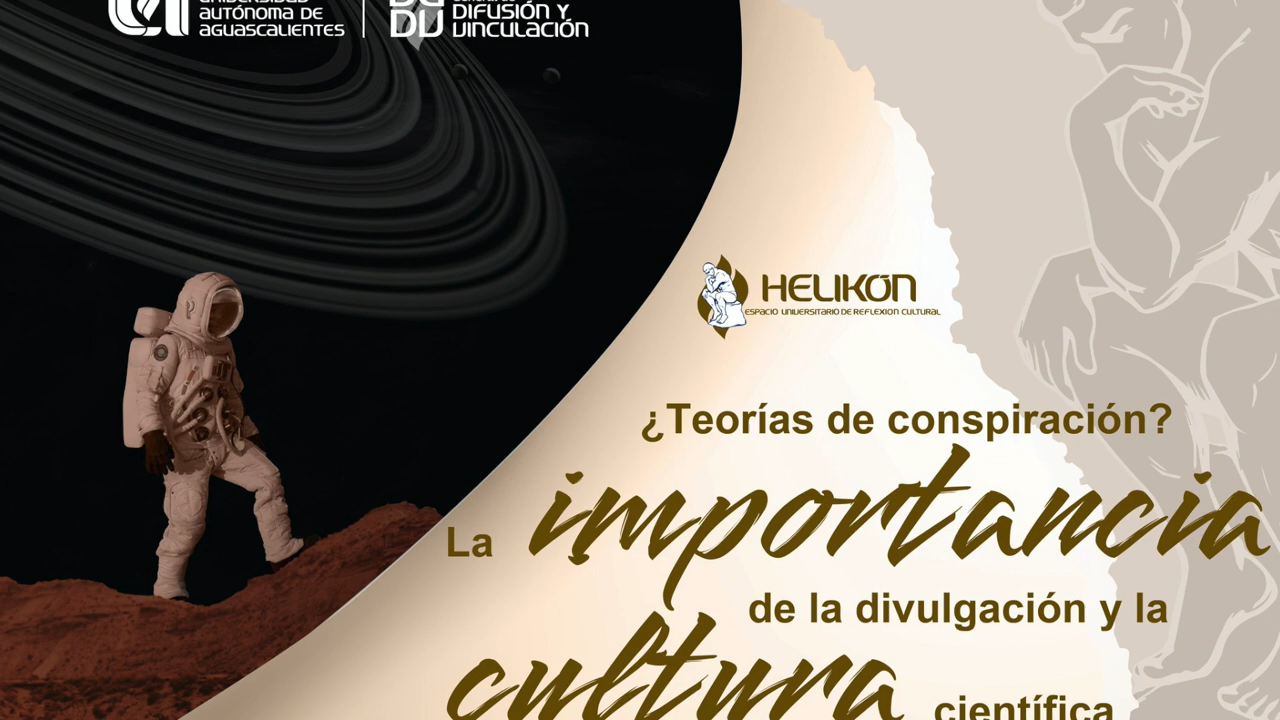 UNIVERSIDAD
AUTÓNOMA DE
AGUASCALIENTES
DIFUSIÓN Y
VINCULACIÓN
HELIKÓN
ESPACIO UNIVERSITARIO DE REFLEXIÓN CULTURAL
¿Teorías de conspiración?
La importancia
de la divulgación y la
cultura científica